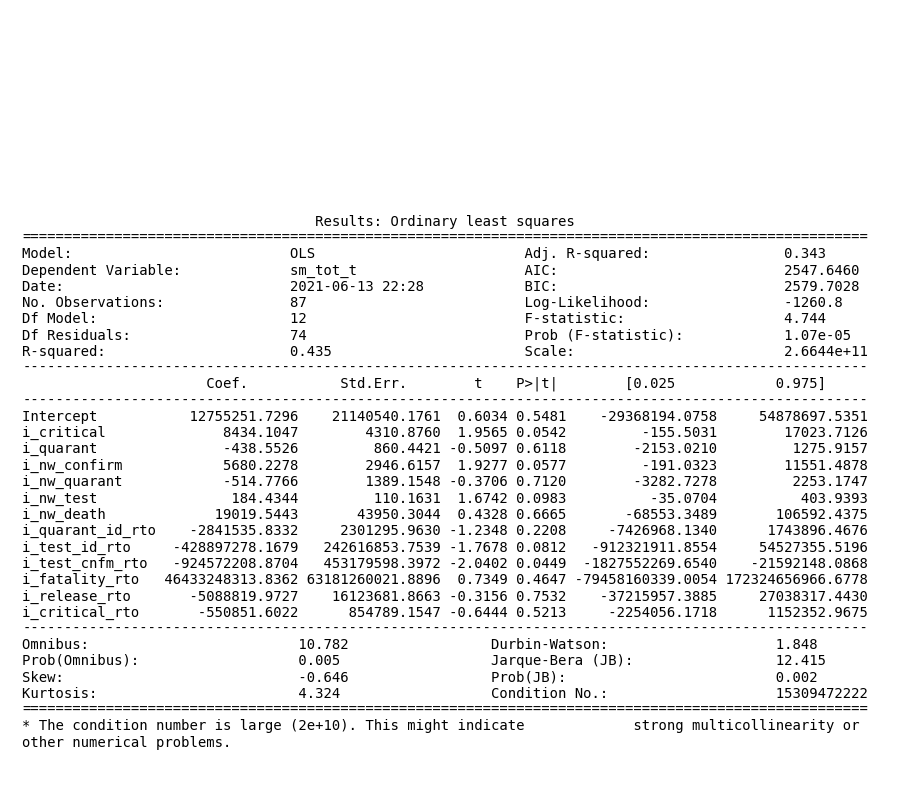 Results: Ordinary least squares
=====================================================================================================
Model: OLS Adj. R-squared: 0.343
Dependent Variable: sm_tot_t AIC: 2547.6460
Date: 2021-06-13 22:28 BIC: 2579.7028
No. Observations: 87 Log-Likelihood: -1260.8
Df Model: 12 F-statistic: 4.744
Df Residuals: 74 Prob (F-statistic): 1.07e-05
R-squared: 0.435 Scale: 2.6644e+11
-----------------------------------------------------------------------------------------------------
Coef. Std.Err. t P>|t| [0.025 0.975]
-----------------------------------------------------------------------------------------------------
Intercept 12755251.7296 21140540.1761 0.6034 0.5481 -29368194.0758 54878697.5351
i_critical 8434.1047 4310.8760 1.9565 0.0542 -155.5031 17023.7126
i_quarant -438.5526 860.4421 -0.5097 0.6118 -2153.0210 1275.9157
i_nw_confirm 5680.2278 2946.6157 1.9277 0.0577 -191.0323 11551.4878
i_nw_quarant -514.7766 1389.1548 -0.3706 0.7120 -3282.7278 2253.1747
i_nw_test 184.4344 110.1631 1.6742 0.0983 -35.0704 403.9393
i_nw_death 19019.5443 43950.3044 0.4328 0.6665 -68553.3489 106592.4375
i_quarant_id_rto -2841535.8332 2301295.9630 -1.2348 0.2208 -7426968.1340 1743896.4676
i_test_id_rto -428897278.1679 242616853.7539 -1.7678 0.0812 -912321911.8554 54527355.5196
i_test_cnfm_rto -924572208.8704 453179598.3972 -2.0402 0.0449 -1827552269.6540 -21592148.0868
i_fatality_rto 46433248313.8362 63181260021.8896 0.7349 0.4647 -79458160339.0054 172324656966.6778
i_release_rto -5088819.9727 16123681.8663 -0.3156 0.7532 -37215957.3885 27038317.4430
i_critical_rto -550851.6022 854789.1547 -0.6444 0.5213 -2254056.1718 1152352.9675
-----------------------------------------------------------------------------------------------------
Omnibus: 10.782 Durbin-Watson: 1.848
Prob(Omnibus): 0.005 Jarque-Bera (JB): 12.415
Skew: -0.646 Prob(JB): 0.002
Kurtosis: 4.324 Condition No.: 15309472222
=====================================================================================================
* The condition number is large (2e+10). This might indicate strong multicollinearity or
other numerical problems.